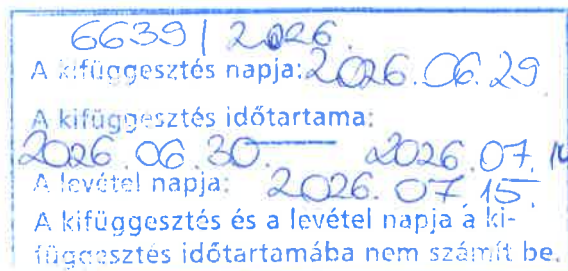 6639 | 2026.
A kifüggesztés napja: 2026.06.29
A kifüggesztés időtartama:
2026.06.30. — 2026.07.14
A levétel napja: 2026.07.15.
A kifüggesztés és a levétel napja a ki-
függesztés időtartamába nem számít be.